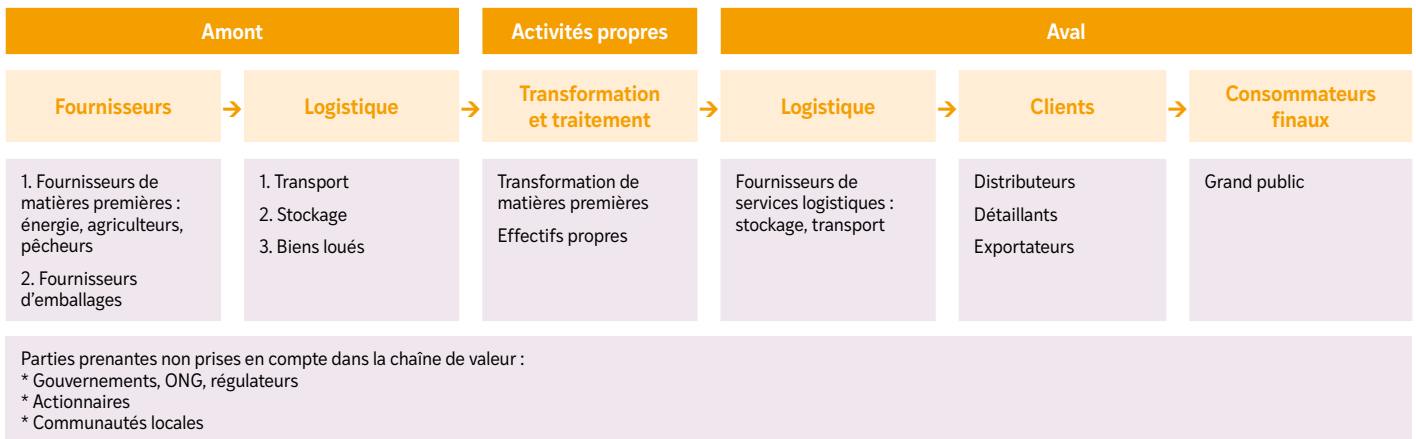 Amont
Activités propres
Aval
Fournisseurs
→
Logistique
→
Transformation
et traitement
→
Logistique
→
Clients
→
Consommateurs
finaux
1. Fournisseurs de
matières premières :
énergie, agriculteurs,
pêcheurs
2. Fournisseurs
d'emballages
1. Transport
2. Stockage
3. Biens loués
Transformation de
matières premières
Effectifs propres
Fournisseurs de
services logistiques :
stockage, transport
Distributeurs
Détaillants
Exportateurs
Grand public
Parties prenantes non prises en compte dans la chaîne de valeur :
* Gouvernements, ONG, régulateurs
* Actionnaires
* Communautés locales